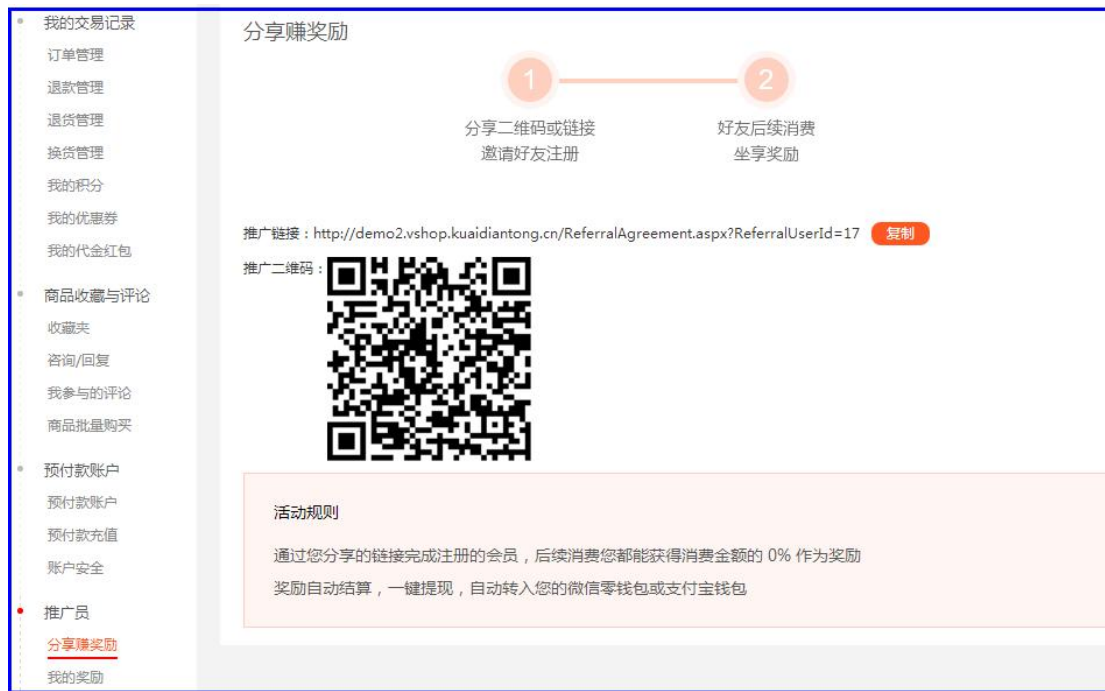 我的交易记录
订单管理
退款管理
退货管理
换货管理
我的积分
我的优惠券
我的代金红包
商品收藏与评论
收藏夹
咨询/回复
我参与的评论
商品批量购买
预付款账户
预付款账户
预付款充值
账户安全
推广员
分享赚奖励
我的奖励
分享赚奖励
1
2
分享二维码或链接
邀请好友注册
好友后续消费
坐享奖励
推广链接：http://demo2.vshop.kuaidiantong.cn/ReferralAgreement.aspx?ReferralUserId=17 复制
推广二维码：
活动规则
通过您分享的链接完成注册的会员，后续消费您都能获得消费金额的 0% 作为奖励
奖励自动结算，一键提现，自动转入您的微信零钱包或支付宝钱包